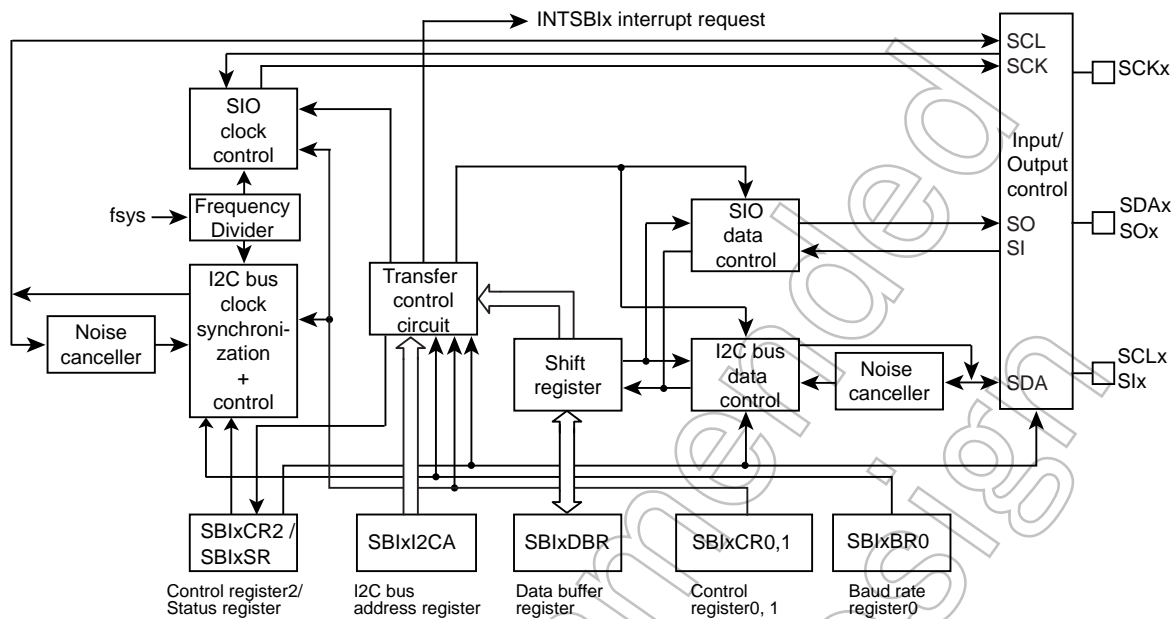 INTSBIx interrupt request
SCL
SCK
SCKx
SIO
clock
control
Input/
Output
control
fsys
Frequency
Divider
SIO
data
control
SO
SI
SDAx
SOx
I2C bus
clock
synchroni-
zation
+
control
Noise
canceller
Transfer
control
circuit
Shift
register
I2C bus
data
control
Noise
canceller
SDA
SCLx
SIx
SBIxCR2 /
SBIxSR
SBIxI2CA
SBIxDBR
SBIxCR0,1
SBIxBR0
Control register2/
Status register
I2C bus
address register
Data buffer
register
Control
register0, 1
Baud rate
register0
mmended
esign